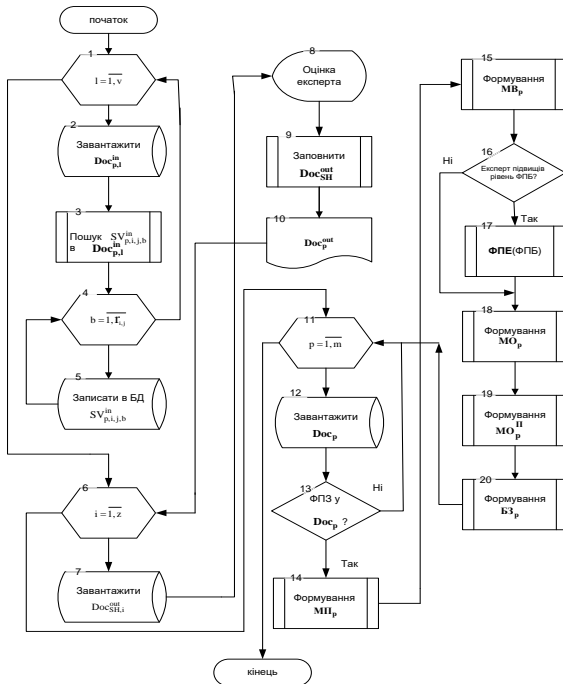 початок
1
l = 1, v
2
Завантажити
Doc^in_p,l
3
Пошук SV^in_p,i,j,b
в Doc^in_p,l
4
b = 1, r_i,j
5
Записати в БД
SV^in_p,i,j,b
6
i = 1, z
7
Завантажити
Doc^out_SH,i
8
Оцінка
експерта
9
Заповнити
Doc^out_SH
10
Doc^out_p
11
p = 1, m
12
Завантажити
Doc_p
13
ФПЗ у
Doc_p ?
Ні
Так
14
Формування
МП_p
15
Формування
МВ_p
16
Експерт підвищів
рівень ФПБ?
Ні
Так
17
ФПЕ(ФПБ)
18
Формування
МО_p
19
Формування
МО^П_p
20
Формування
БЗ_p
кінець